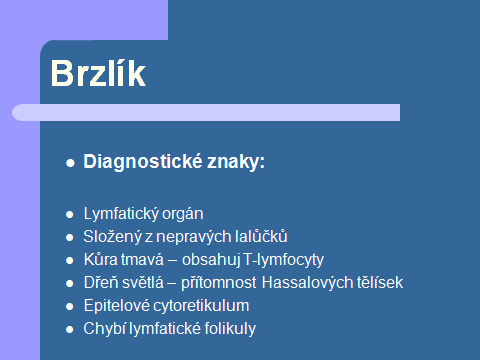 Brzlík
Diagnostické znaky:
Lymfatický orgán
Složený z nepravých lalůčků
Kůra tmavá – obsahuj T-lymfocyty
Dřeň světlá – přítomnost Hassalových tělísek
Epitelové cytoretikulum
Chybí lymfatické folikuly